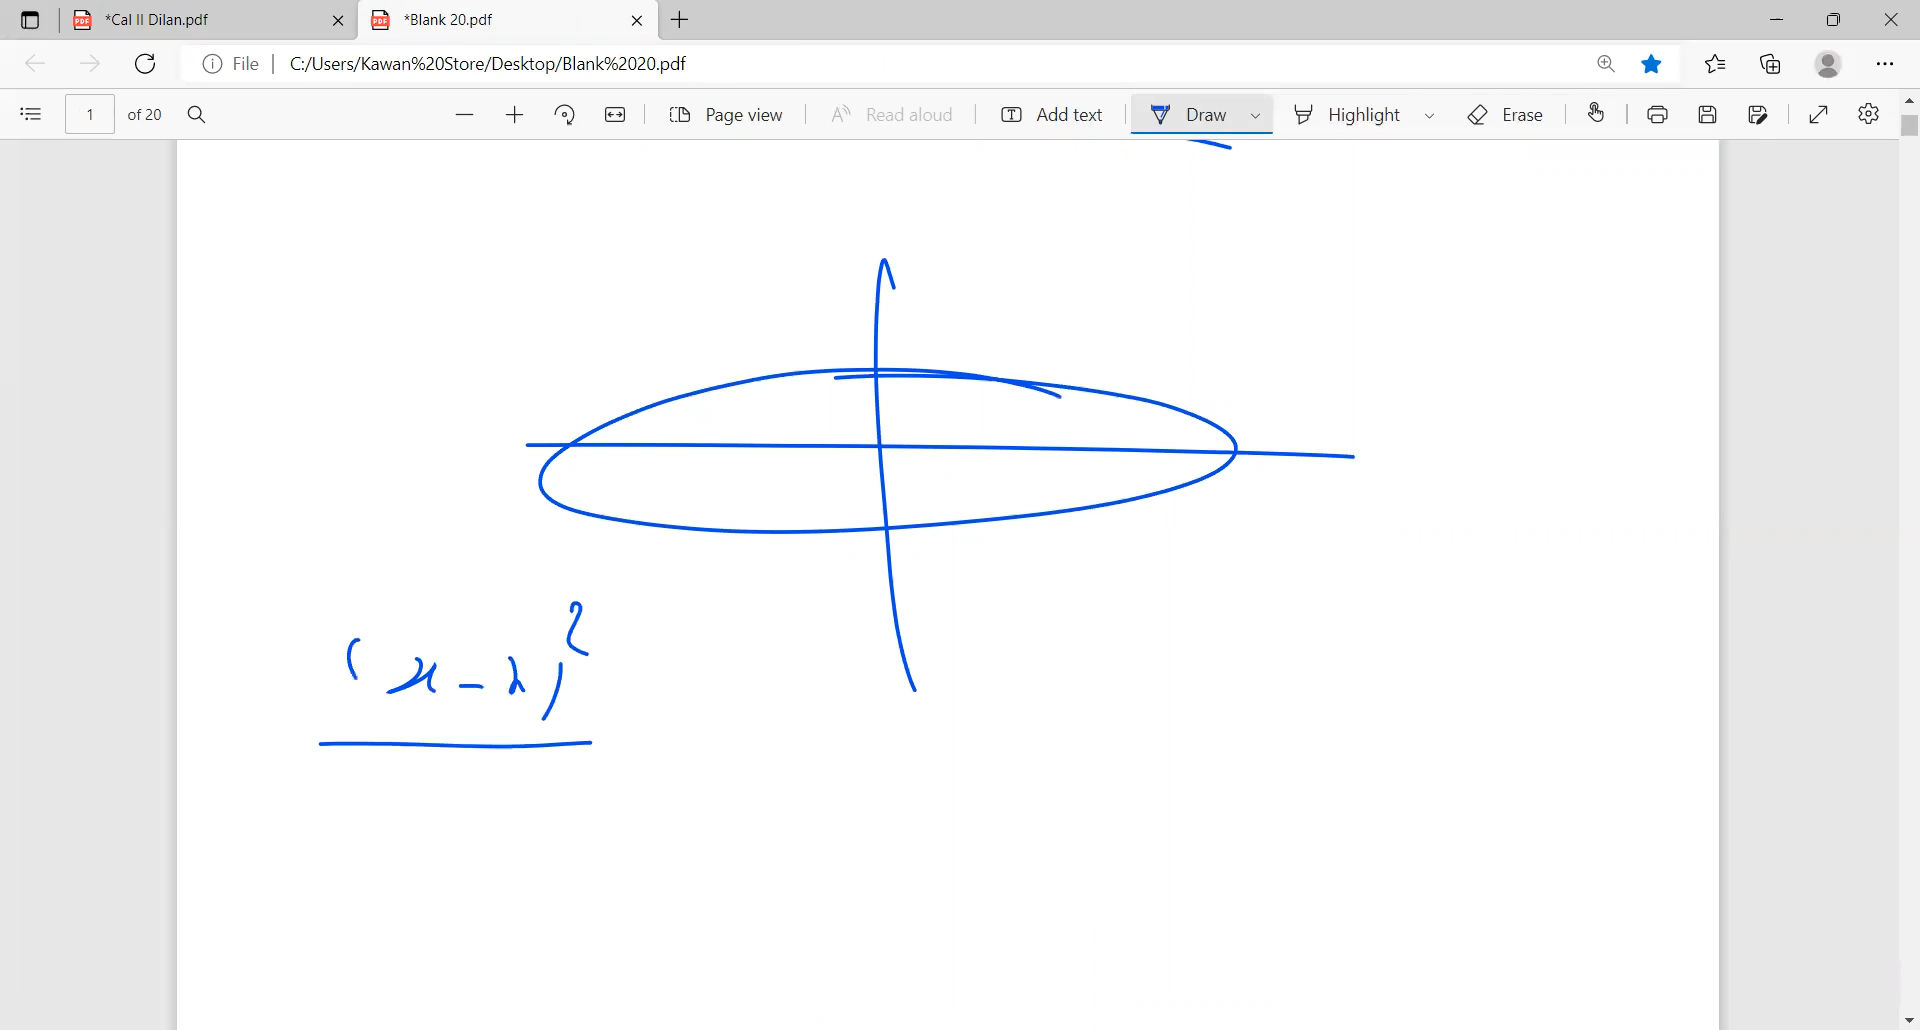 *Cal II Dilan.pdf
*Blank 20.pdf
File | C:/Users/Kawan%20Store/Desktop/Blank%2020.pdf
1 of 20
Page view
A Read aloud
T Add text
Draw
Highlight
Erase
(x - h)²